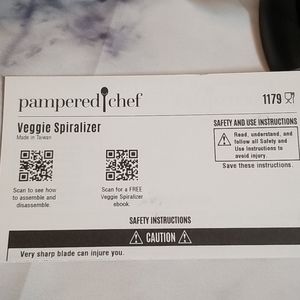 pampered chef
1179
Veggie Spiralizer
Made in Taiwan
SAFETY AND USE INSTRUCTIONS
Read, understand, and
follow all Safety and
Use Instructions to
avoid injury.
Save these instructions.
Scan to see how
to assemble and
disassemble.
Scan for a FREE
Veggie Spiralizer
ebook.
SAFETY INSTRUCTIONS
CAUTION
Very sharp blade can injure you.